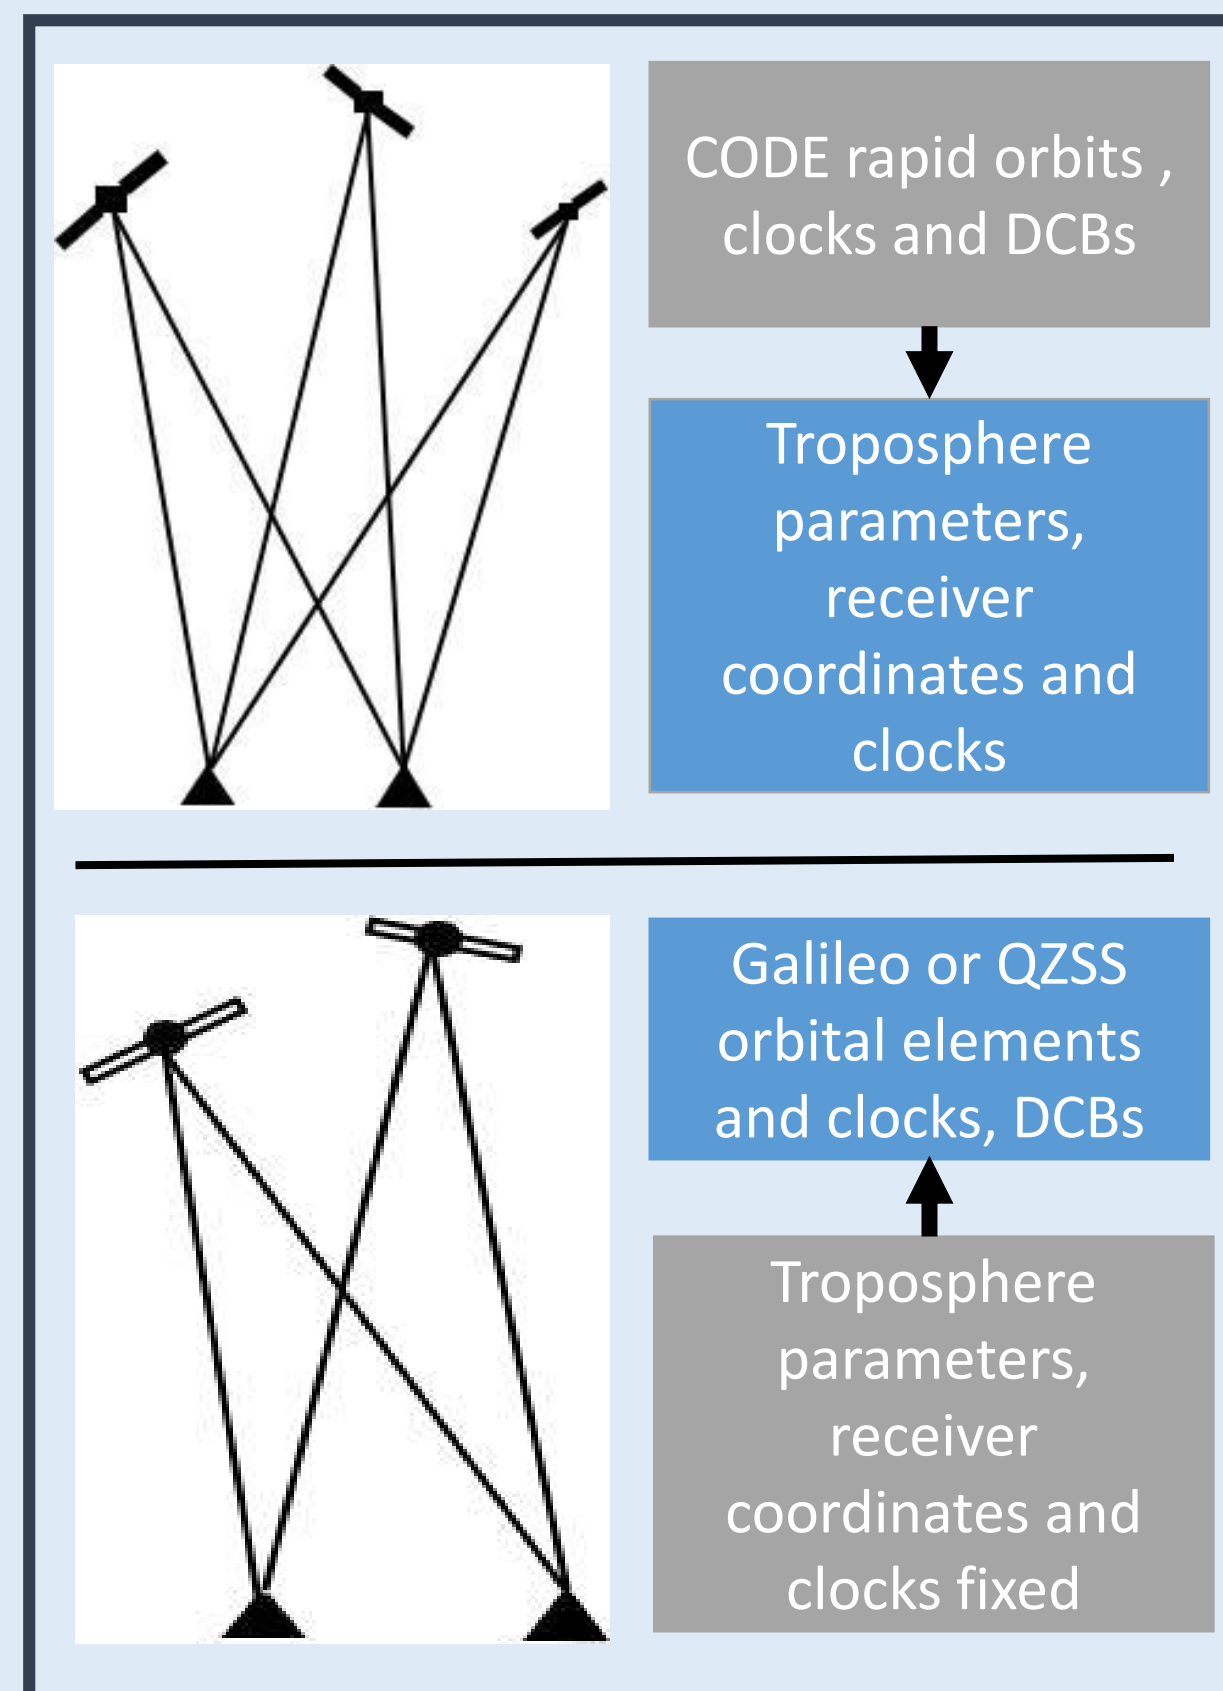 CODE rapid orbits ,
clocks and DCBs
Troposphere
parameters,
receiver
coordinates and
clocks
Galileo or QZSS
orbital elements
and clocks, DCBs
Troposphere
parameters,
receiver
coordinates and
clocks fixed